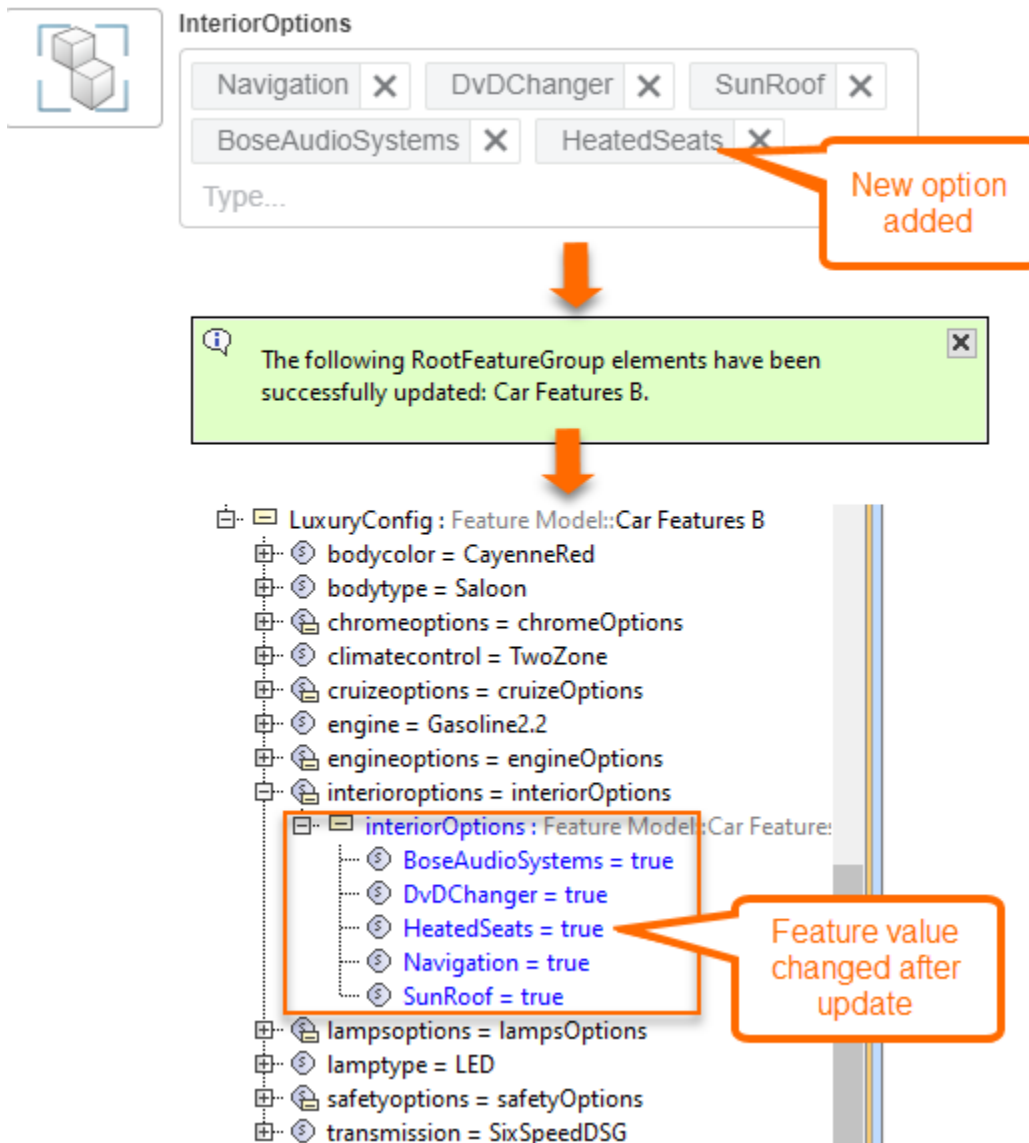 InteriorOptions
Navigation DvDChanger SunRoof
BoseAudioSystems HeatedSeats
Type...
New option
added
The following RootFeatureGroup elements have been
successfully updated: Car Features B.
LuxuryConfig : Feature Model::Car Features B
bodycolor = CayenneRed
bodytype = Saloon
chromeoptions = chromeOptions
climatecontrol = TwoZone
cruizeoptions = cruizeOptions
engine = Gasoline2.2
engineoptions = engineOptions
interioroptions = interiorOptions
interiorOptions : Feature Model::Car Features
BoseAudioSystems = true
DvDChanger = true
HeatedSeats = true
Navigation = true
SunRoof = true
Feature value
changed after
update
lampsoptions = lampsOptions
lamptype = LED
safetyoptions = safetyOptions
transmission = SixSpeedDSG